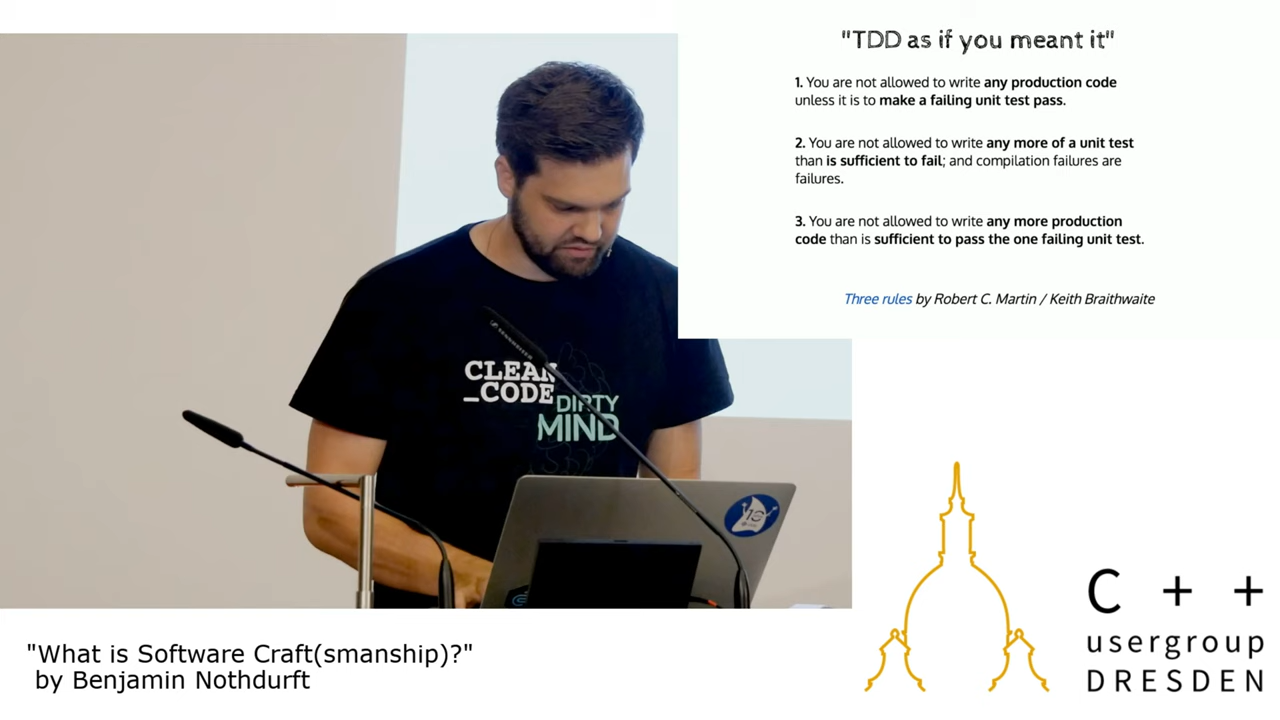 "TDD as if you meant it"
1. You are not allowed to write any production code
unless it is to make a failing unit test pass.
2. You are not allowed to write any more of a unit test
than is sufficient to fail; and compilation failures are
failures.
3. You are not allowed to write any more production
code than is sufficient to pass the one failing unit test.
Three rules by Robert C. Martin / Keith Braithwaite
CLEAN
_CODE
DIRTY
MIND
"What is Software Craft(smanship)?"
by Benjamin Nothdurft
C + +
usergroup
DRESDEN